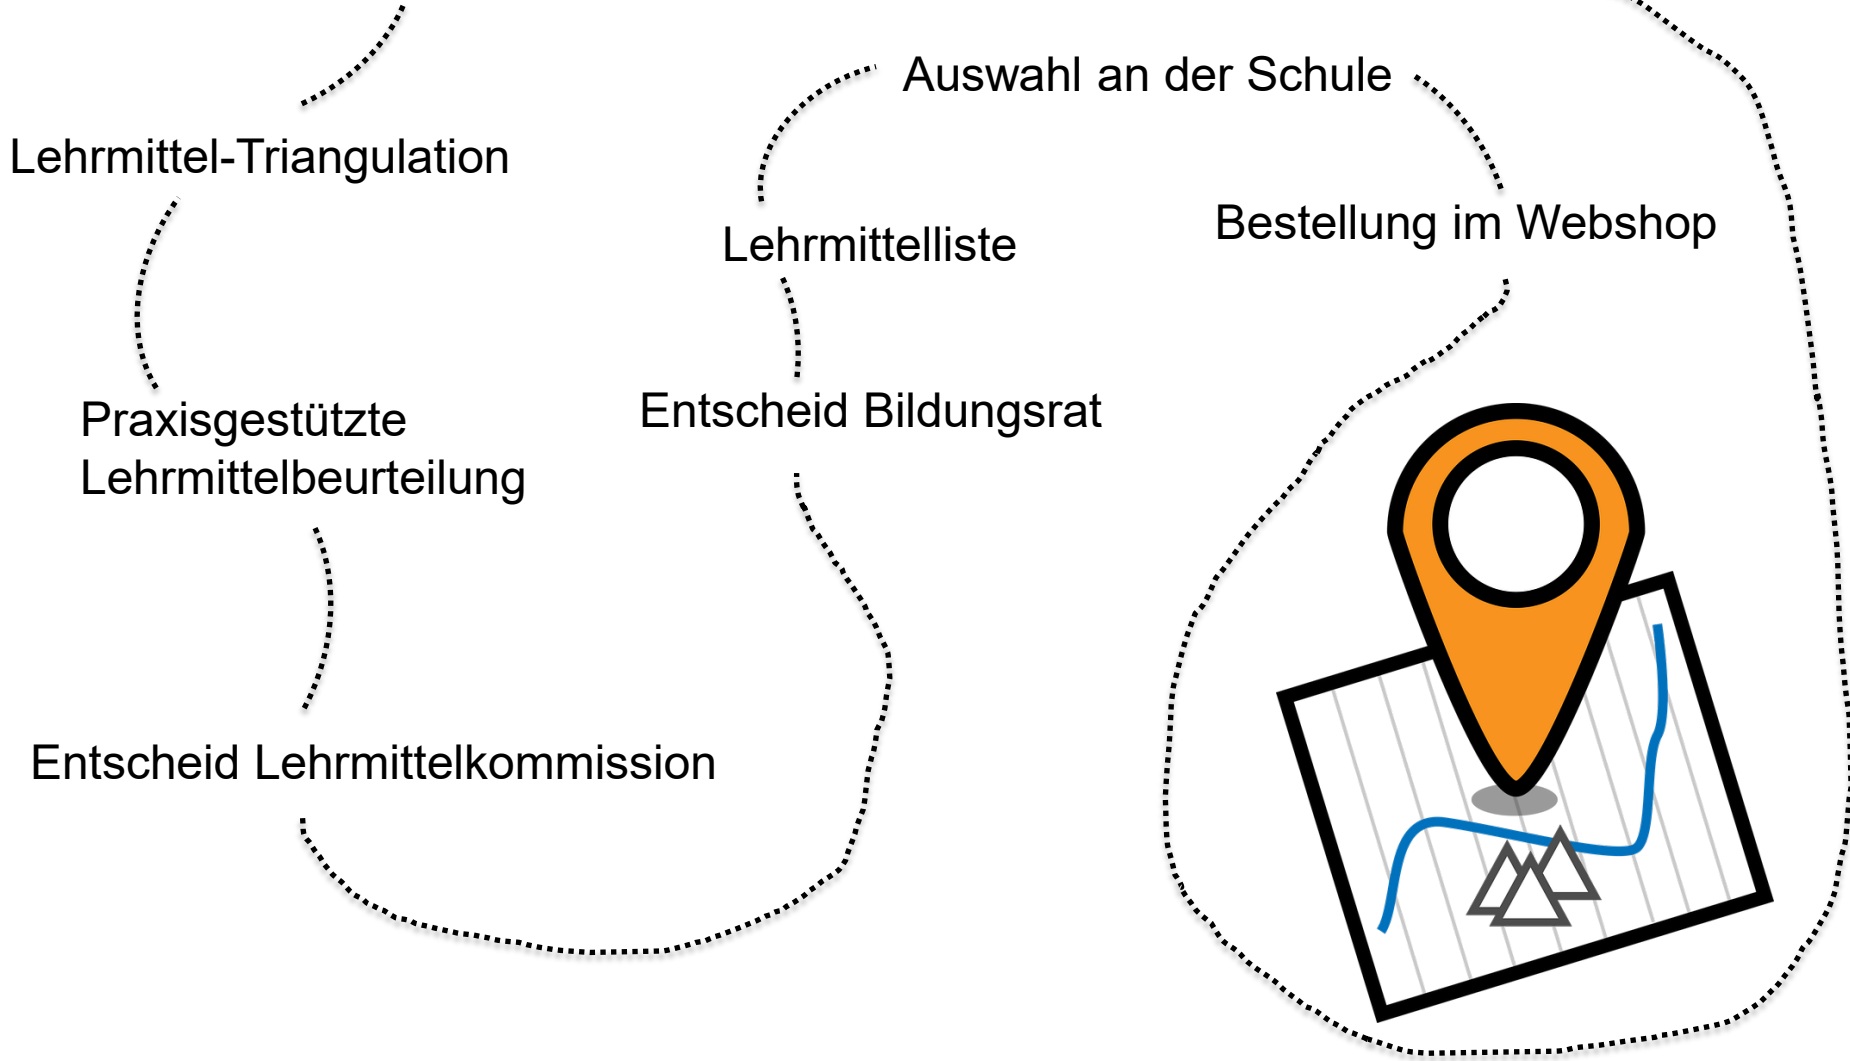 Lehrmittel-Triangulation
Praxisgestützte
Lehrmittelbeurteilung
Entscheid Lehrmittelkommission
Entscheid Bildungsrat
Lehrmittelliste
Auswahl an der Schule
Bestellung im Webshop